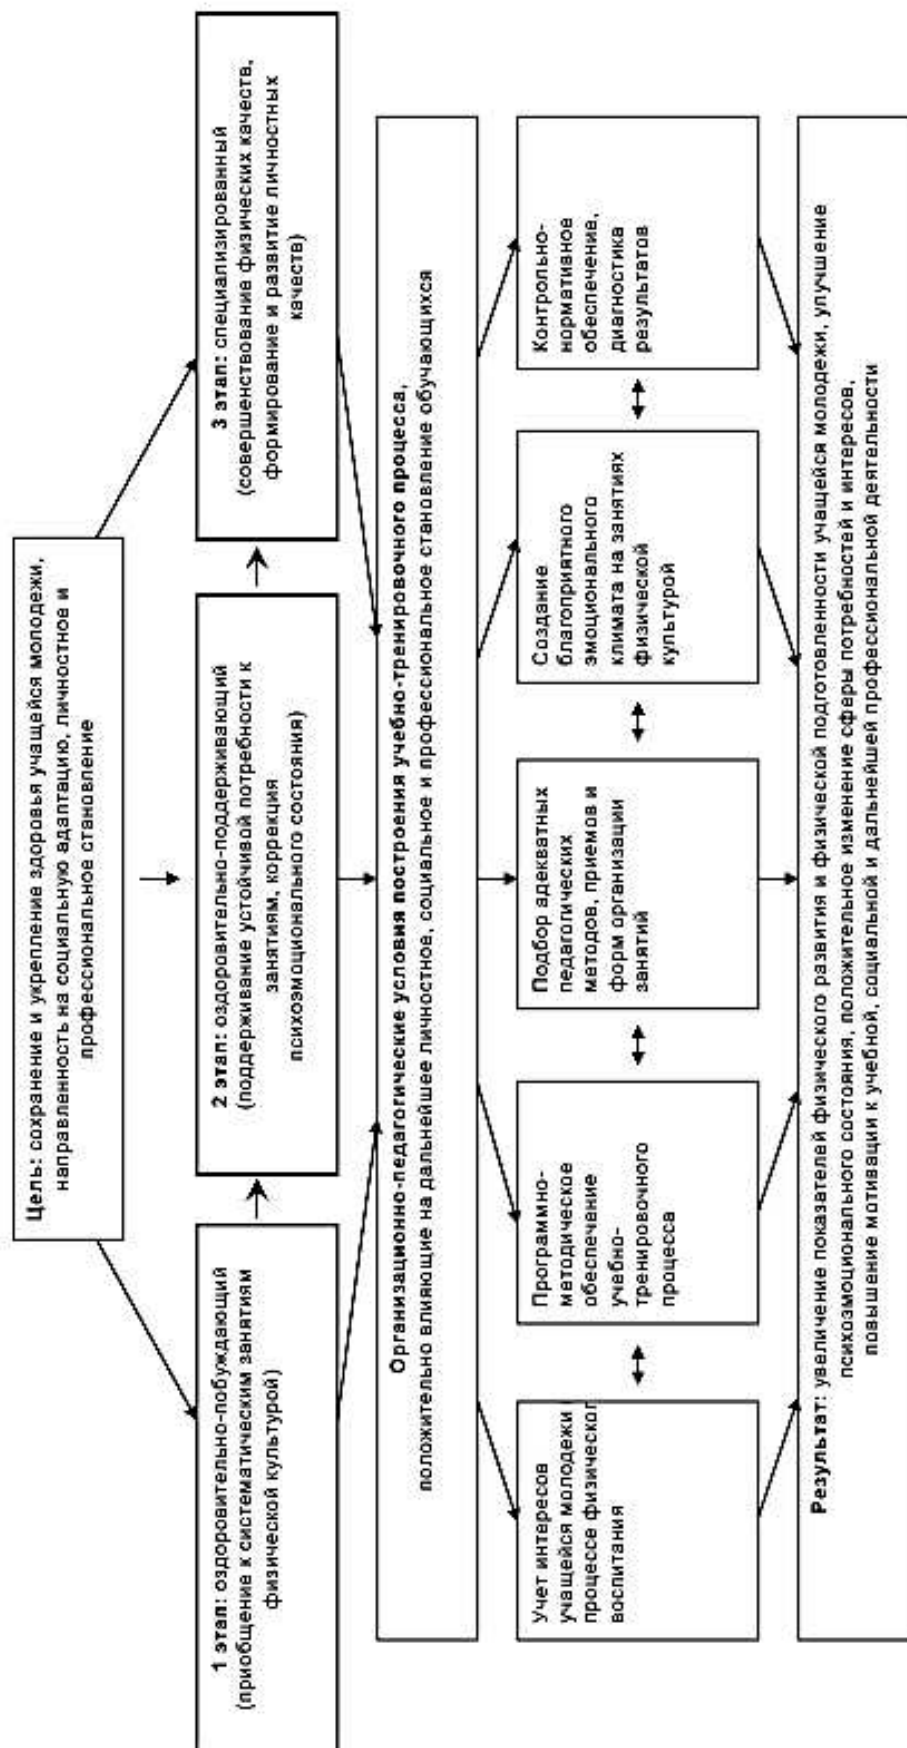 Цель: сохранение и укрепление здоровья учащейся молодежи,
направленность на социальную адаптацию, личностное и
профессиональное становление
1 этап: оздоровительно-побуждающий
(приобщение к систематическим занятиям
физической культурой)
2 этап: оздоровительно-поддерживающий
(поддерживание устойчивой потребности к
занятиям, коррекция
психоэмоционального состояния)
3 этап: специализированный
(совершенствование физических качеств,
формирование и развитие личностных
качеств)
Организационно-педагогические условия построения учебно-тренировочного процесса,
положительно влияющие на дальнейшее личностное, социальное и профессиональное становление обучающихся
Учет интересов
учащейся молодежи
процессе физическог
воспитания
Программно-
методическое
обеспечение
учебно-
тренировочного
процесса
Подбор адекватных
педагогических
методов, приемов и
форм организации
занятий
Создание
благоприятного
эмоционального
климата на занятиях
физической
культурой
Контрольно-
нормативное
обеспечение,
диагностика
результатов
Результат: увеличение показателей физического развития и физической подготовленности учащейся молодежи, улучшение
психоэмоционального состояния, положительное изменение сферы потребностей и интересов,
повышение мотивации к учебной, социальной и дальнейшей профессиональной деятельности